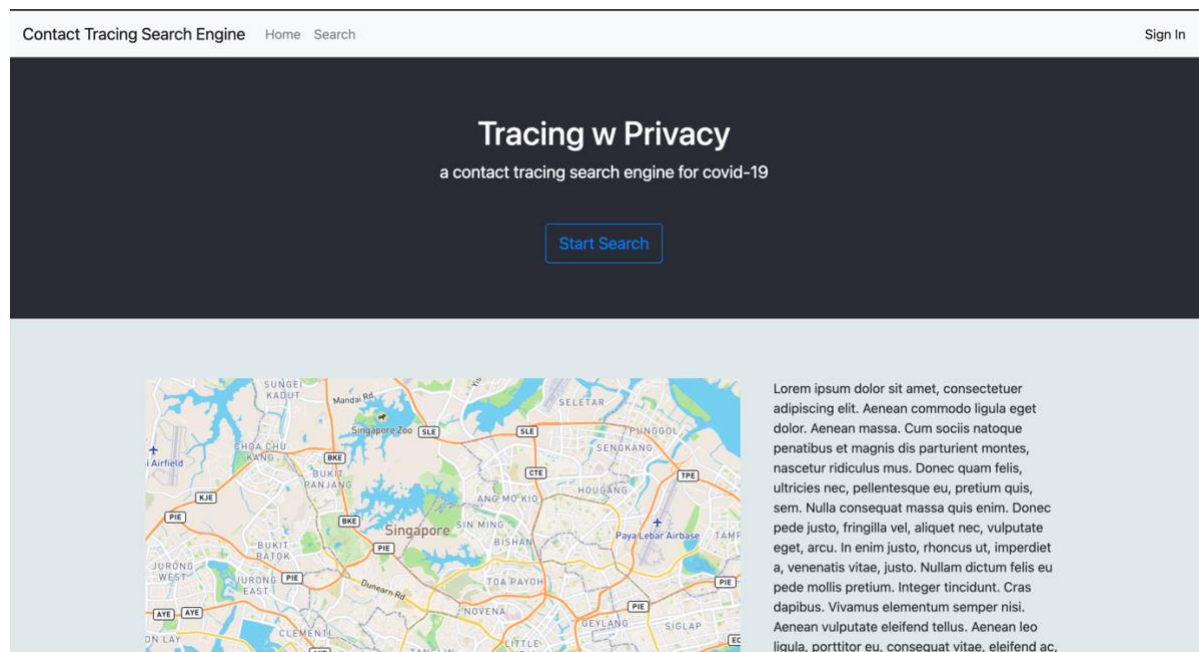 Contact Tracing Search Engine Home Search Sign In
Tracing w Privacy
a contact tracing search engine for covid-19
Start Search
SUNGEI
KADUT
Mandai Rd
SELETAR
Singapore Zoo
SLE
SLE
PUNGGOL
CHOA CHU
KANG
SENGKANG
i Airfield
BKE
BUKIT
PANJANG
CTE
TPE
KJE
ANG MO KIO
HOUGANG
PIE
BKE
Singapore
SIN MING
BISHAN
Paya Lebar Airbase
TAMP
PIE
BUKIT
BATOK
JURONG
WEST
JURONG
EAST
PIE
Dunearn Rd
TOA PAYOH
PIE
AYE
AYE
NOVENA
PIE
GEYLANG
SIGLAP
CLEMENTI
LITTLE
Lorem ipsum dolor sit amet, consectetuer
adipiscing elit. Aenean commodo ligula eget
dolor. Aenean massa. Cum sociis natoque
penatibus et magnis dis parturient montes,
nascetur ridiculus mus. Donec quam felis,
ultricies nec, pellentesque eu, pretium quis,
sem. Nulla consequat massa quis enim. Donec
pede justo, fringilla vel, aliquet nec, vulputate
eget, arcu. In enim justo, rhoncus ut, imperdiet
a, venenatis vitae, justo. Nullam dictum felis eu
pede mollis pretium. Integer tincidunt. Cras
dapibus. Vivamus elementum semper nisi.
Aenean vulputate eleifend tellus. Aenean leo
ligula, porttitor eu, consequat vitae, eleifend ac,